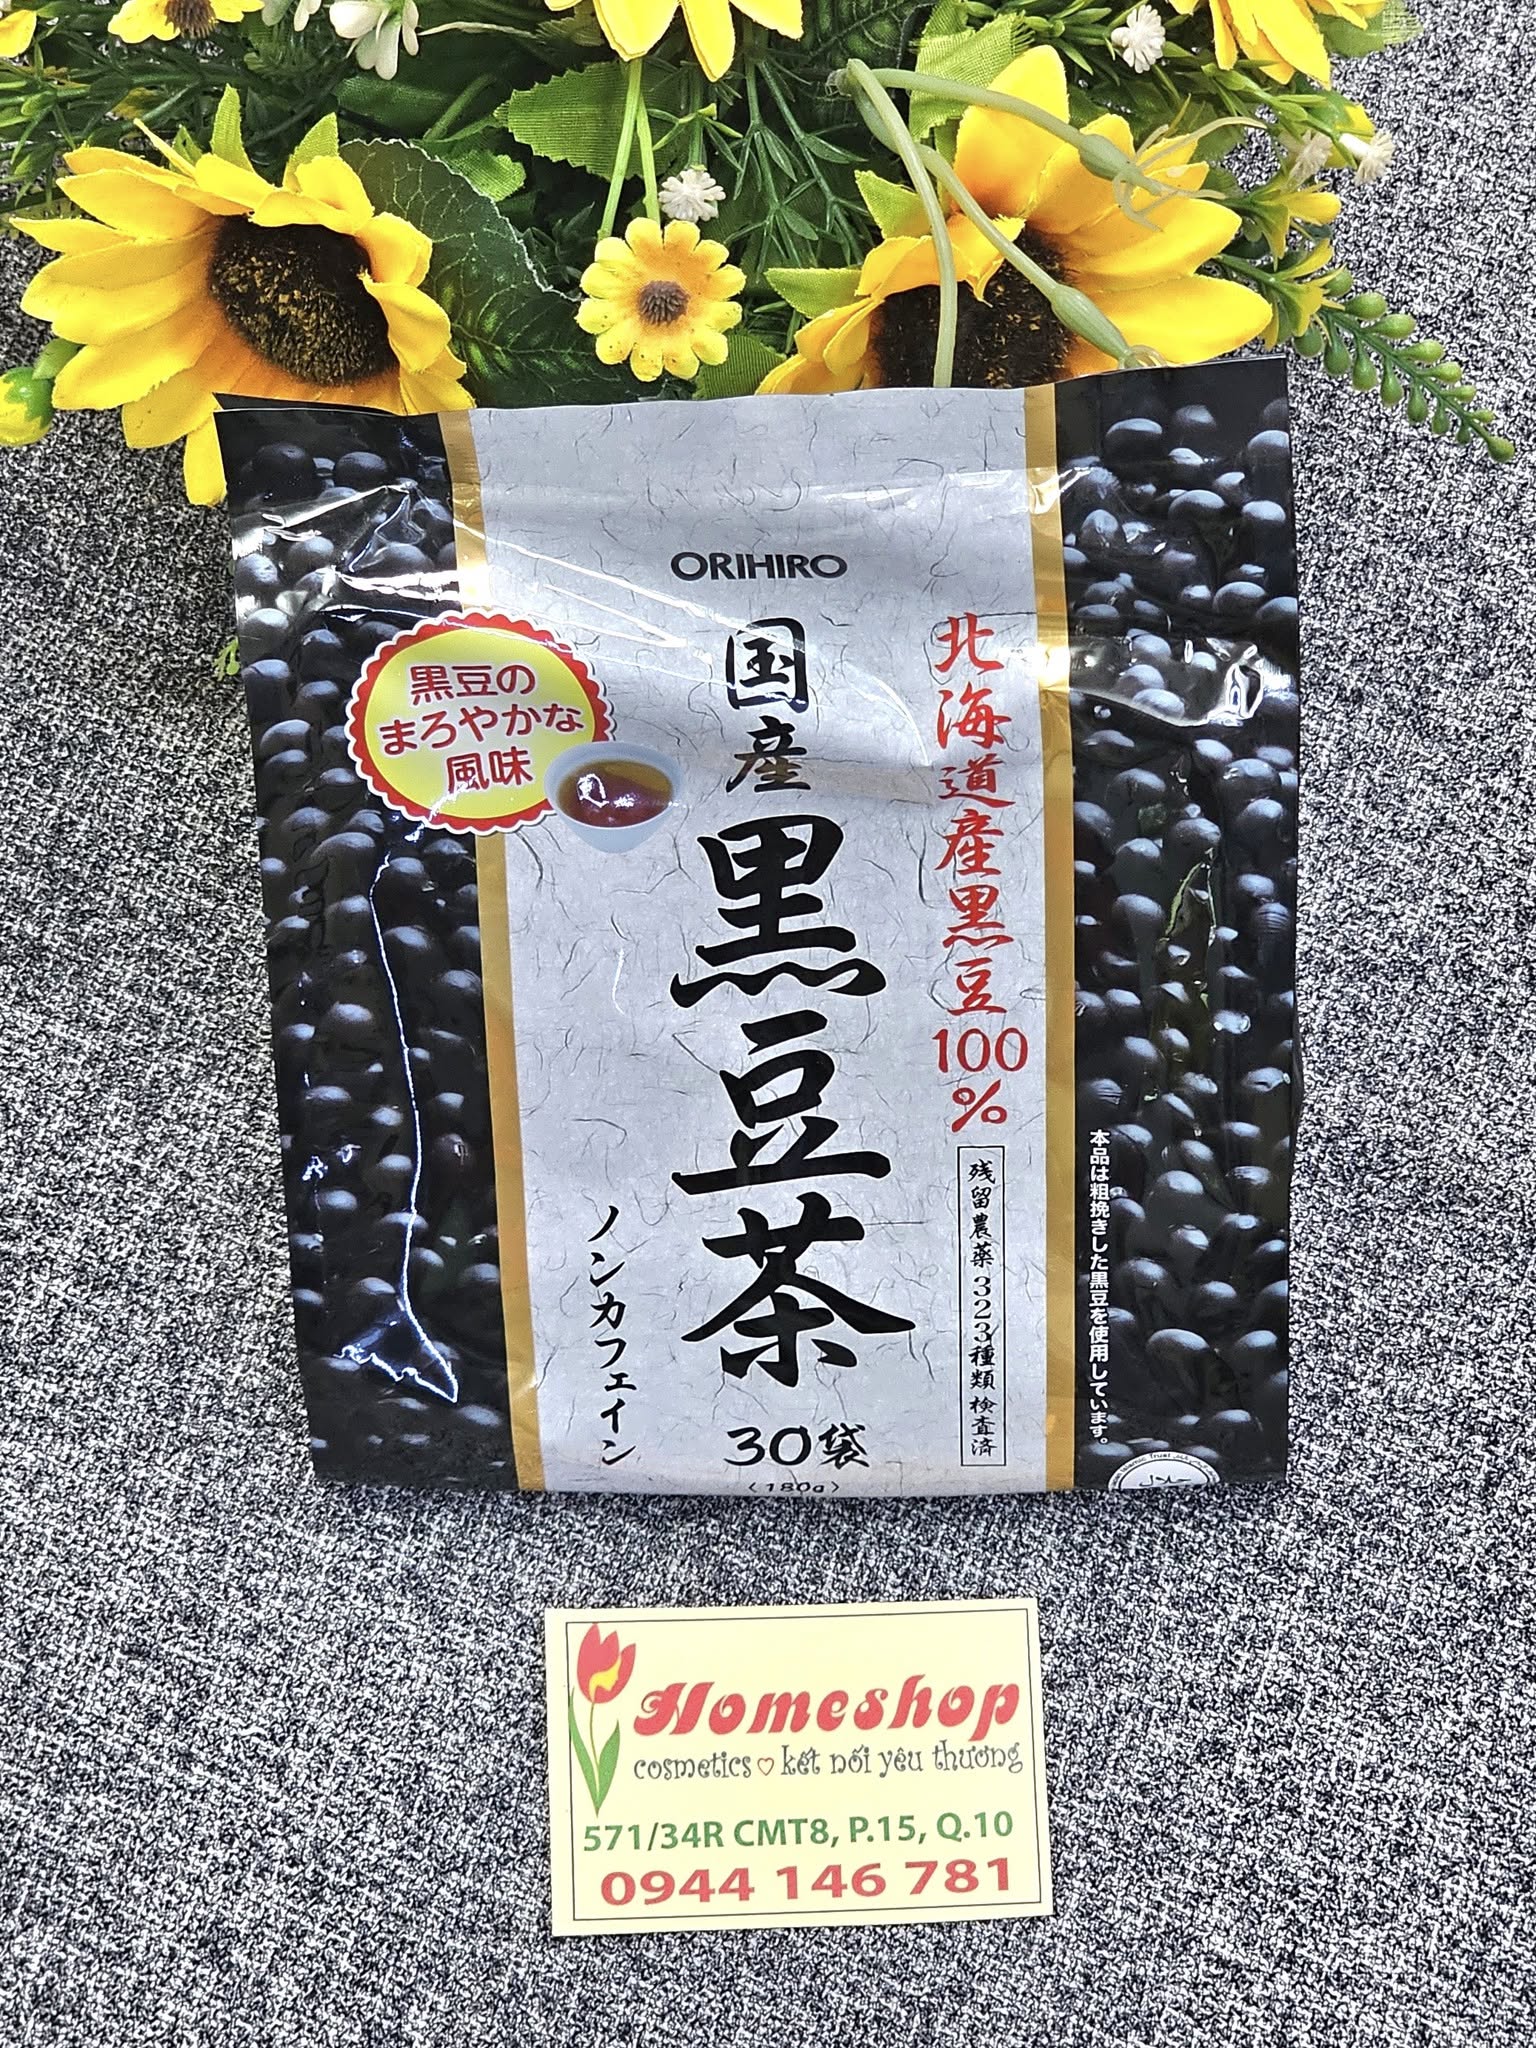 ORIHIRO
北海道産黒豆100%
残留農薬323種類検査済
国産黒豆茶
30袋
〈180g〉
ノンカフェイン
黒豆の
まろやかな
風味
本品は粗挽きした黒豆を使用しています。
Homeshop
cosmetics♡kết nối yêu thương
571/34R CMT8, P.15, Q.10
0944 146 781